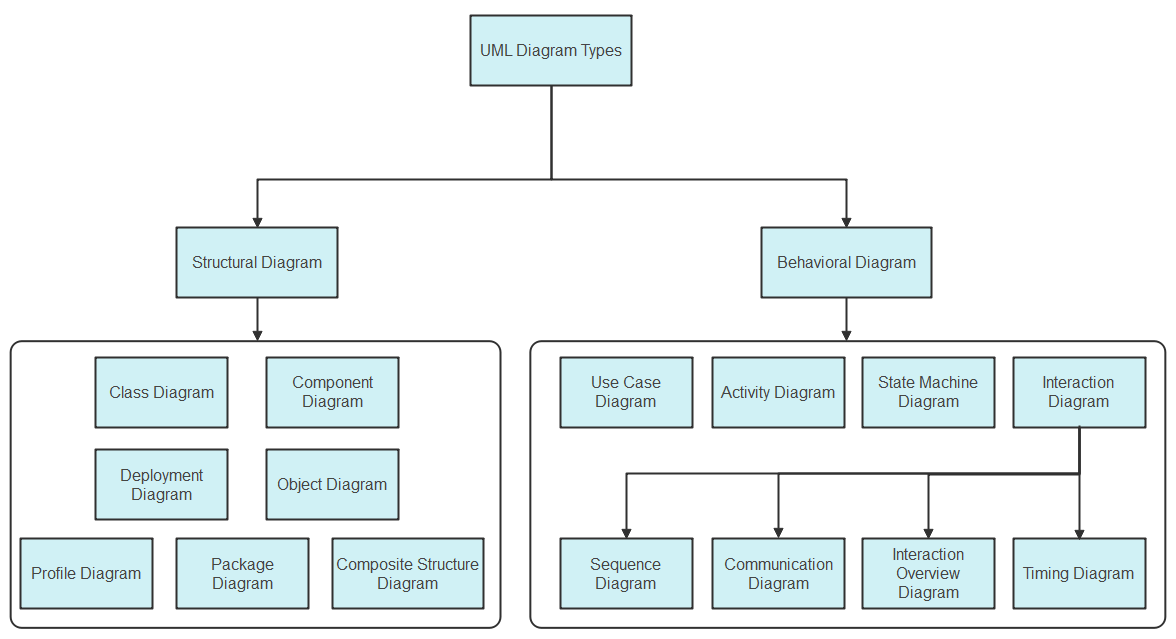 UML Diagram Types
Structural Diagram
Behavioral Diagram
Class Diagram
Component
Diagram
Deployment
Diagram
Object Diagram
Profile Diagram
Package
Diagram
Composite Structure
Diagram
Use Case
Diagram
Activity Diagram
State Machine
Diagram
Interaction
Diagram
Sequence
Diagram
Communication
Diagram
Interaction
Overview
Diagram
Timing Diagram